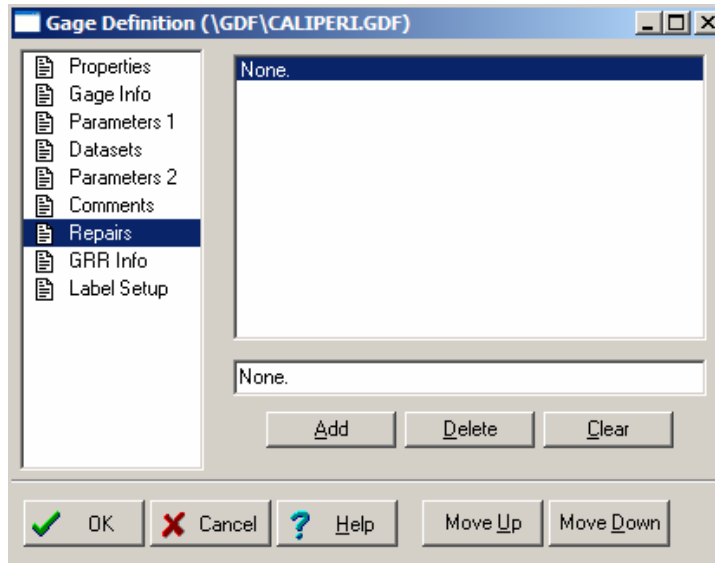 Gage Definition (\GDF\CALIPERI.GDF)
Properties
Gage Info
Parameters 1
Datasets
Parameters 2
Comments
Repairs
GRR Info
Label Setup
None.
None.
Add
Delete
Clear
OK
Cancel
Help
Move Up
Move Down